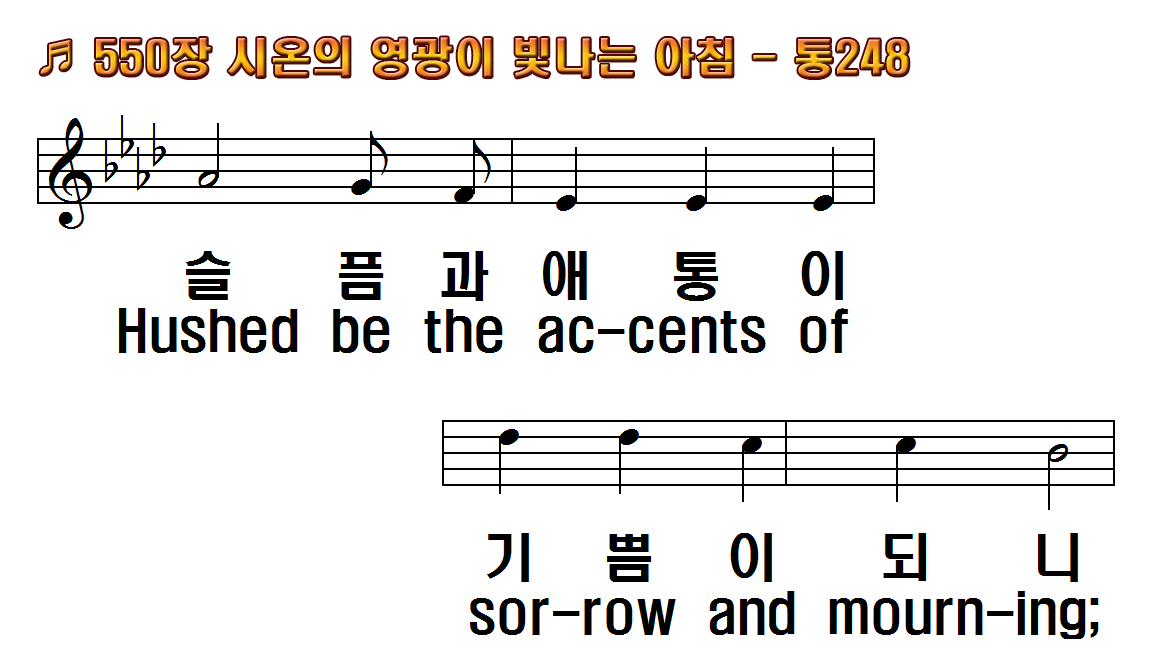 550장 시온의 영광이 빛나는 아침 - 통248
슬 픔 과 애 통 이
Hushed be the ac-cents of
기 쁨 이 되 니
sor-row and mourn-ing;